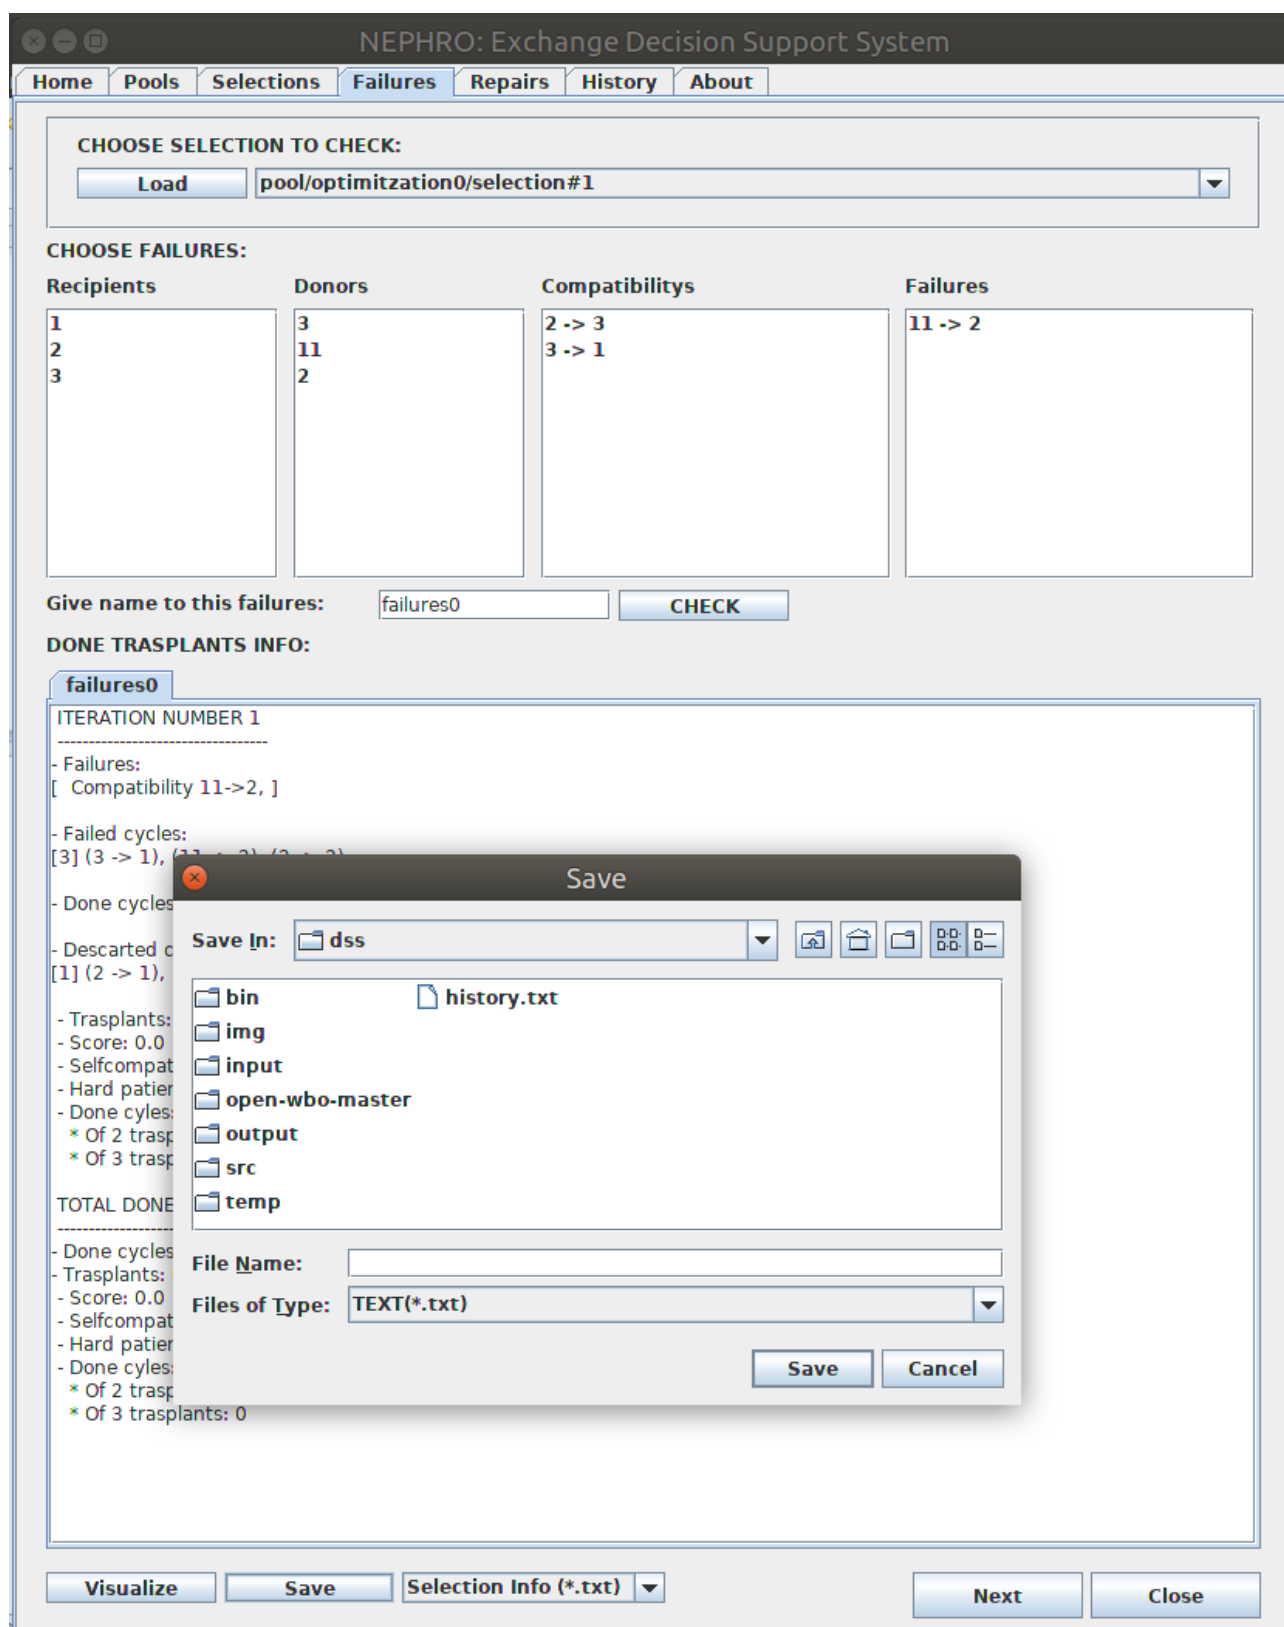 NEPHRO: Exchange Decision Support System
Home Pools Selections Failures Repairs History About
CHOOSE SELECTION TO CHECK:
Load pool/optimitzation0/selection#1
CHOOSE FAILURES:
Recipients Donors Compatibilitys Failures
1 3 2 -> 3 11 -> 2
2 11 3 -> 1
3 2
Give name to this failures: failures0 CHECK
DONE TRASPLANTS INFO:
failures0
ITERATION NUMBER 1
----------------------------------
- Failures:
[ Compatibility 11->2, ]
- Failed cycles:
[3] (3 -> 1),
- Done cycles
- Descarted
[1] (2 -> 1),
- Trasplants:
- Score: 0.0
- Selfcompat
- Hard
- Done cyles:
* Of 2
* Of 3
TOTAL DONE
- Done cycles
- Trasplants:
- Score: 0.0
- Selfcompat
- Hard
- Done cyles:
* Of 2
* Of 3 trasplants: 0
Save
Save In: dss
bin history.txt
img
input
open-wbo-master
output
src
temp
File Name:
Files of Type: TEXT(*.txt)
Save Cancel
Visualize Save Selection Info (*.txt) Next Close